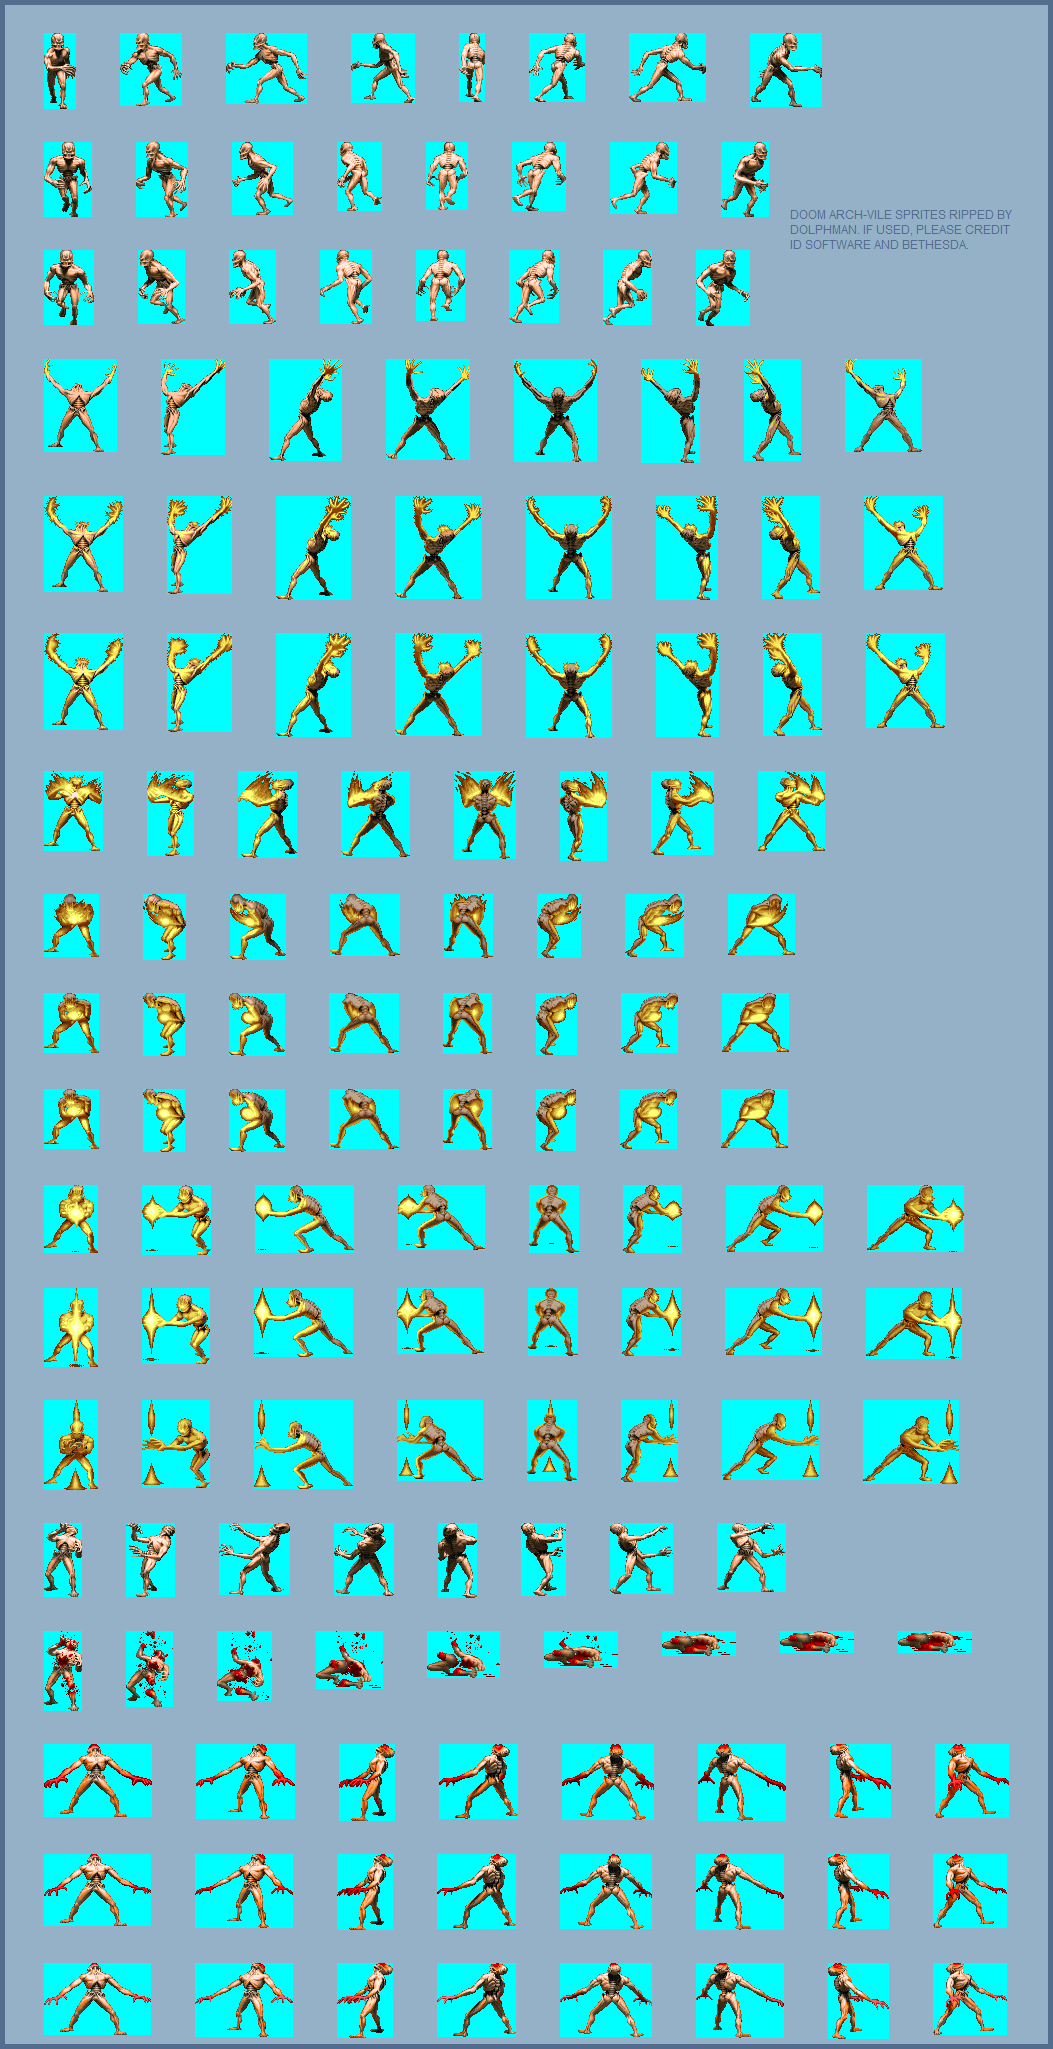 DOOM ARCH-VILE SPRITES RIPPED BY
DOLPHMAN. IF USED, PLEASE CREDIT
ID SOFTWARE AND BETHESDA.